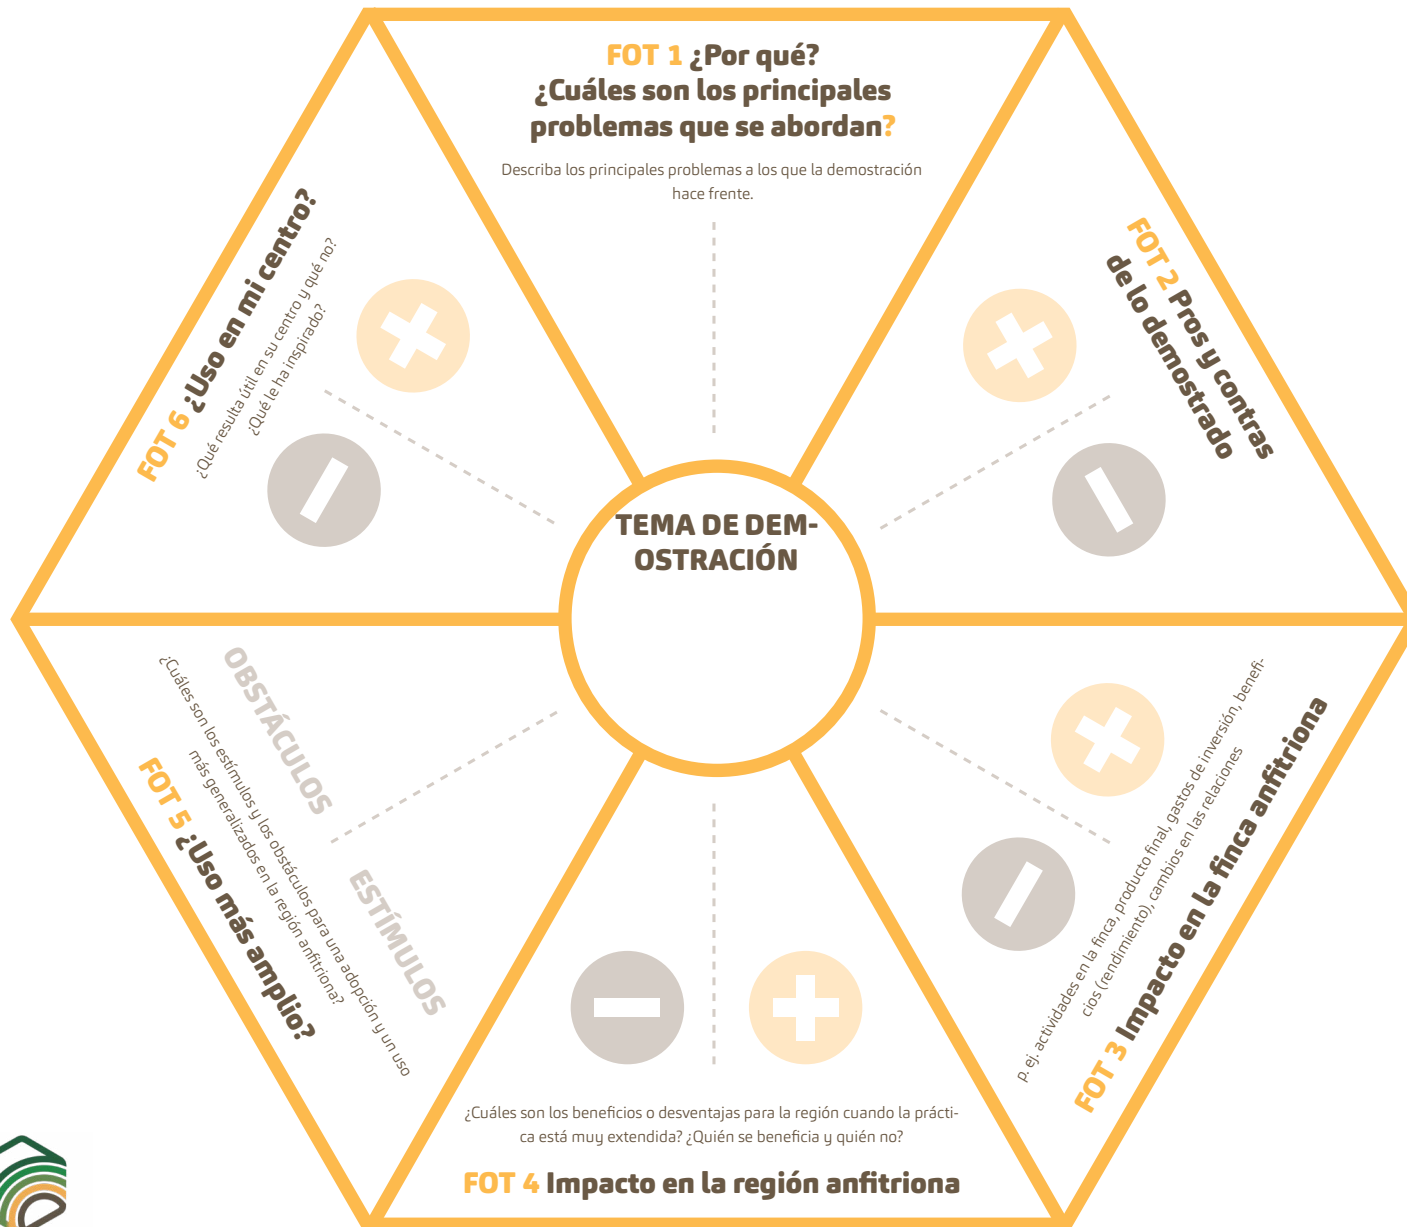 FOT 1 ¿Por qué?
¿Cuáles son los principales
problemas que se abordan?
Describa los principales problemas a los que la demostración
hace frente.
FOT 2 Pros y contras
de lo demostrado
p. ej. actividades en la finca, producto final, gastos de inversión, benefi-
cios (rendimiento), cambios en las relaciones
FOT 3 Impacto en la finca anfitriona
¿Cuáles son los beneficios o desventajas para la región cuando la prácti-
ca está muy extendida? ¿Quién se beneficia y quién no?
FOT 4 Impacto en la región anfitriona
OBSTÁCULOS
ESTÍMULOS
¿Cuáles son los estímulos y los obstáculos para una adopción y un uso
más generalizados en la región anfitriona?
FOT 5 ¿Uso más amplio?
FOT 6 ¿Uso en mi centro?
¿Qué resulta útil en su centro y qué no?
¿Qué le ha inspirado?
TEMA DE DEM-
OSTRACIÓN